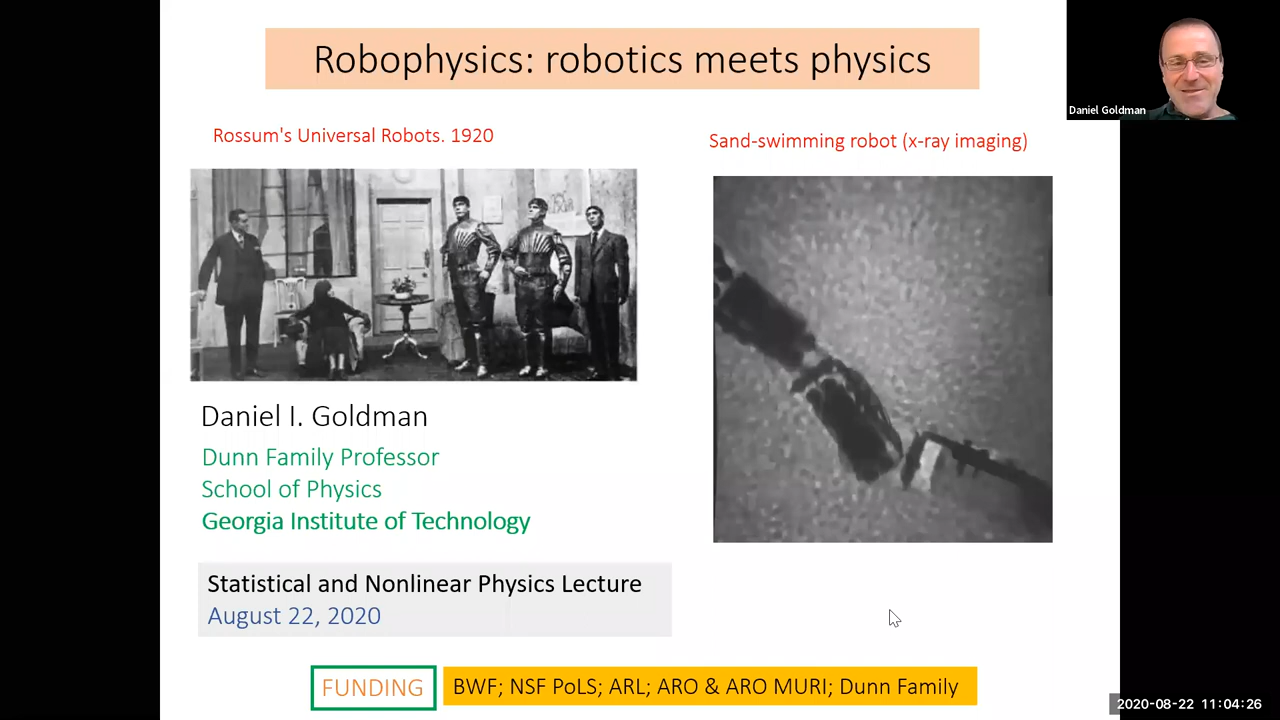 Robophysics: robotics meets physics
Daniel Goldman
Rossum's Universal Robots. 1920
Sand-swimming robot (x-ray imaging)
Daniel I. Goldman
Dunn Family Professor
School of Physics
Georgia Institute of Technology
Statistical and Nonlinear Physics Lecture
August 22, 2020
FUNDING
BWF; NSF PoLS; ARL; ARO & ARO MURI; Dunn Family
2020-08-22 11:04:26